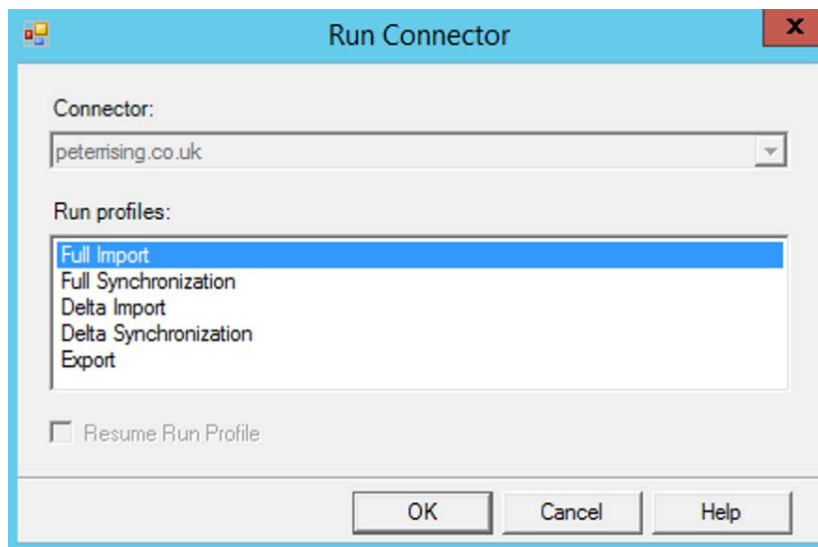 Run Connector
x
Connector:
peterrising.co.uk
Run profiles:
Full Import
Full Synchronization
Delta Import
Delta Synchronization
Export
Resume Run Profile
OK
Cancel
Help